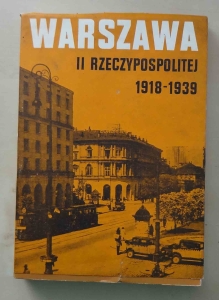 WARSZAWA
II RZECZYPOSPOLITEJ
1918-1939